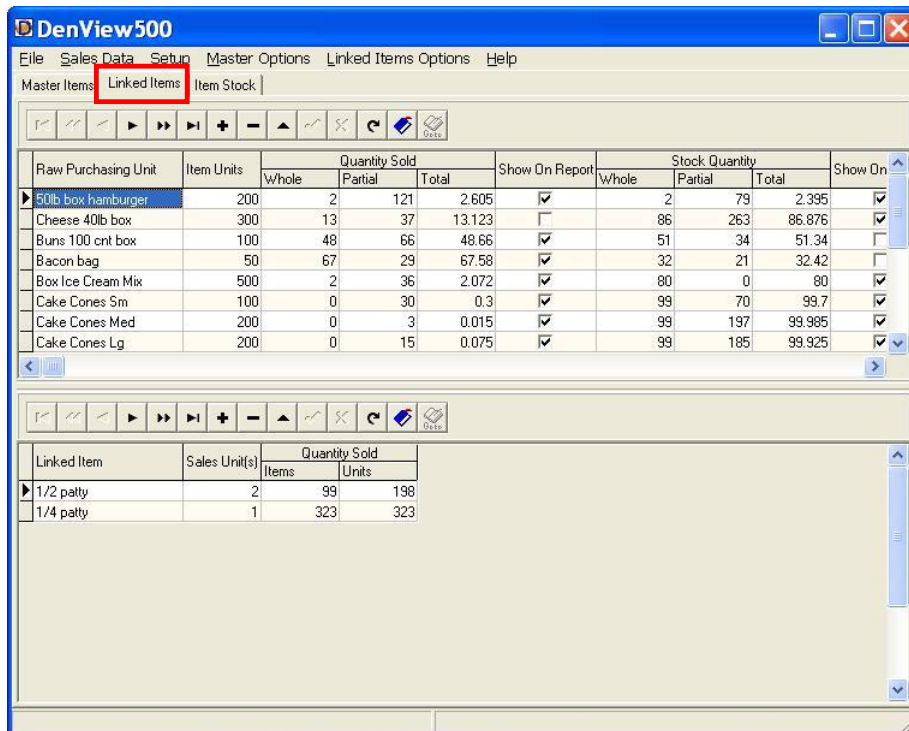 DenView500
File Sales Data Setup Master Options Linked Items Options Help
Master Items Linked Items Item Stock
Goto
Raw Purchasing Unit Item Units Quantity Sold Show On Report Stock Quantity Show On
Whole Partial Total Whole Partial Total
50lb box hamburger 200 2 121 2.605 2 79 2.395
Cheese 40lb box 300 13 37 13.123 86 263 86.876
Buns 100 cnt box 100 48 66 48.66 51 34 51.34
Bacon bag 50 67 29 67.58 32 21 32.42
Box Ice Cream Mix 500 2 36 2.072 80 0 80
Cake Cones Sm 100 0 30 0.3 99 70 99.7
Cake Cones Med 200 0 3 0.015 99 197 99.985
Cake Cones Lg 200 0 15 0.075 99 185 99.925
Goto
Linked Item Sales Unit(s) Quantity Sold
Items Units
1/2 patty 2 99 198
1/4 patty 1 323 323